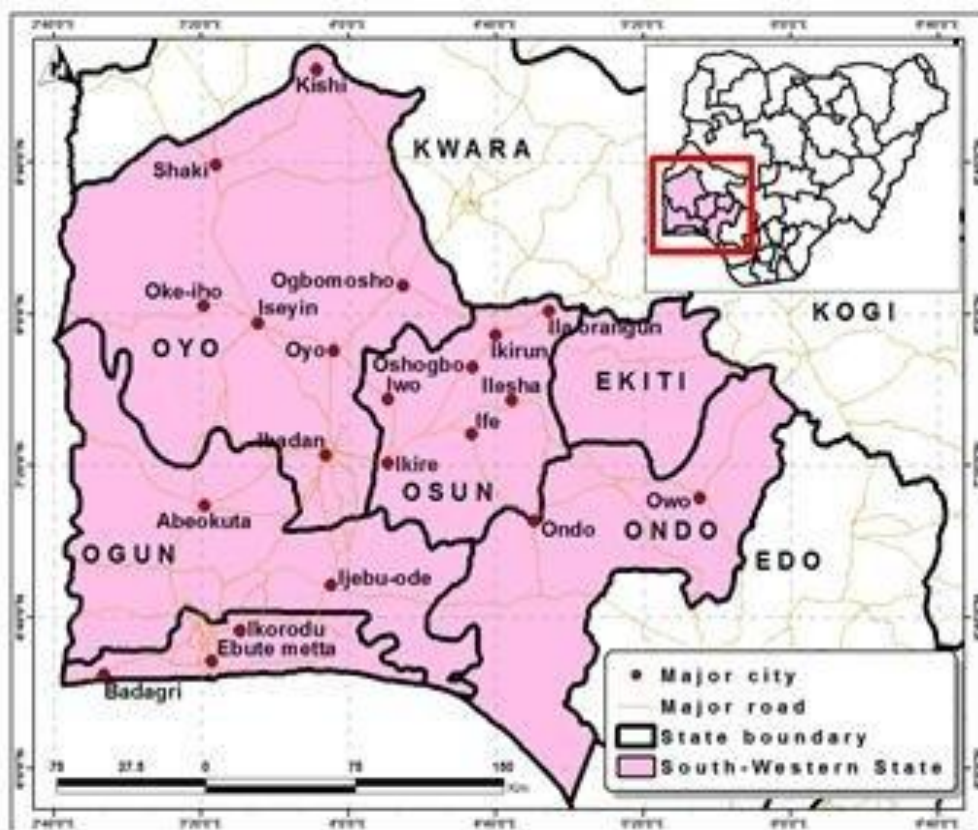 Kishi
KWARA
Shaki
Ogbomosho
Oke-iho
Iseyin
KOGI
Ila orangun
OYO
Oyo
Ikirun
Oshogbo
Iwo
Ilesha
EKITI
Ife
Ibadan
Ikire
OSUN
Owo
Abeokuta
Ondo
ONDO
OGUN
EDO
Ijebu-ode
Ikorodu
Ebute metta
Badagri
Major city
Major road
State boundary
South-Western State
75 37.5 0 75 150
Km